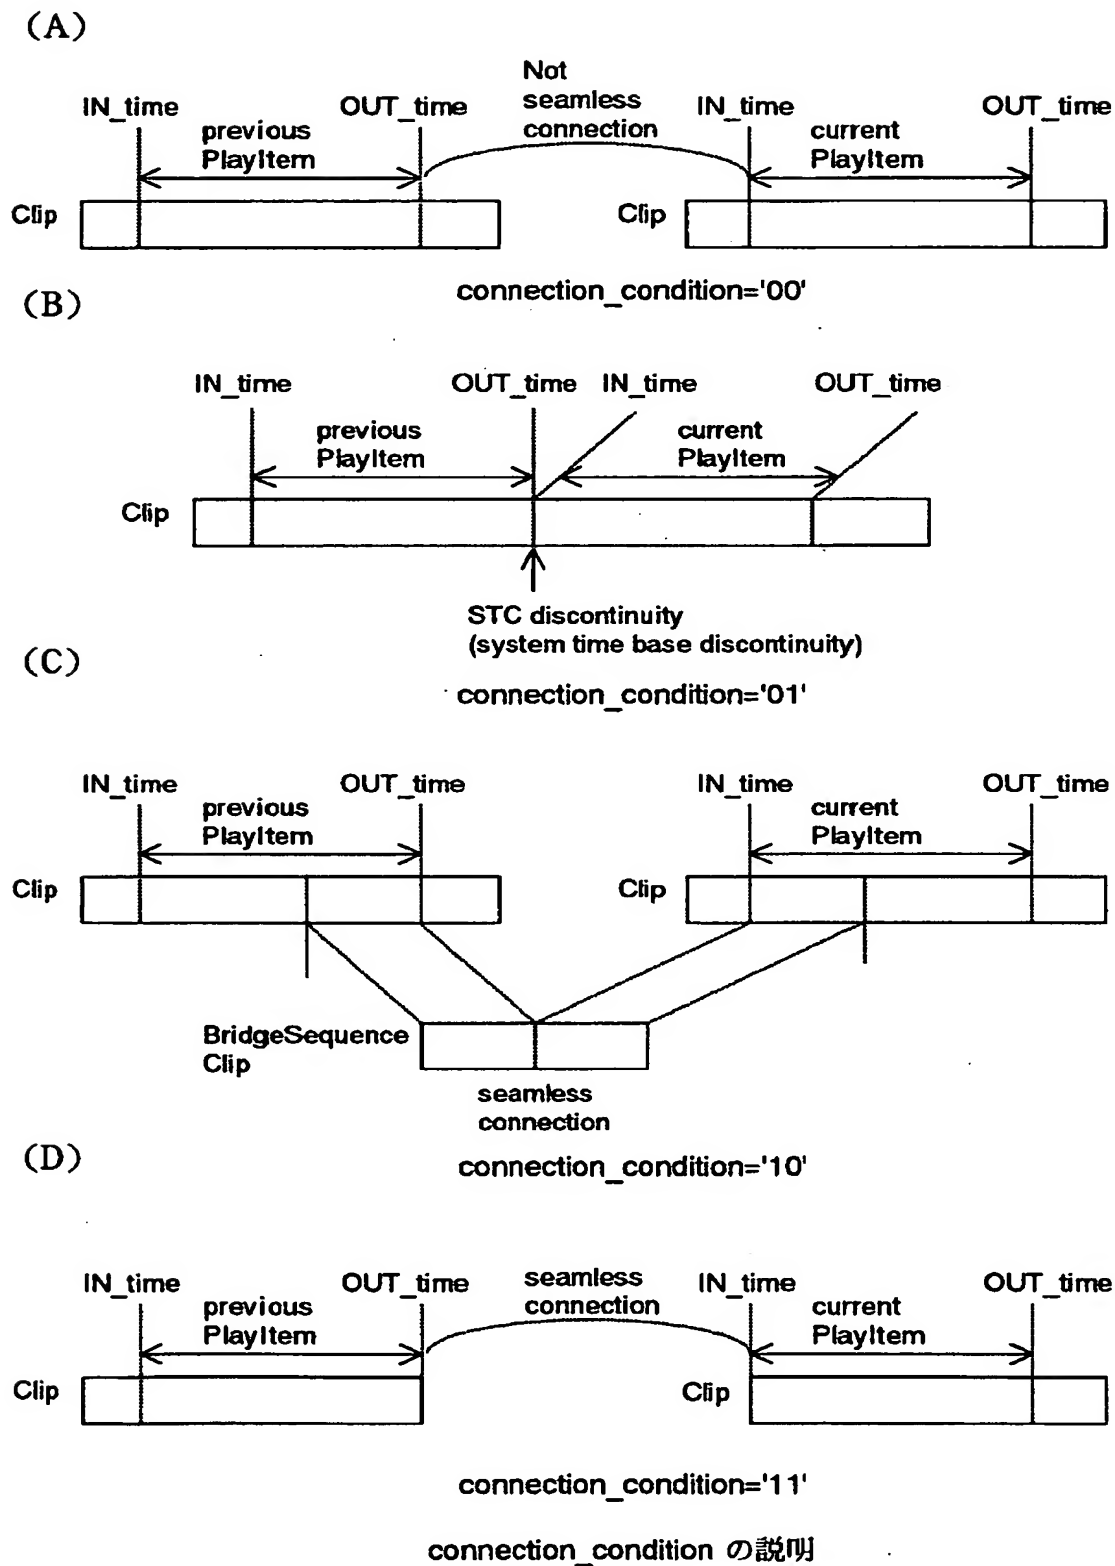 (A)
Not
seamless
connection
IN_time
OUT_time
IN_time
OUT_time
previous
PlayItem
current
PlayItem
Clip
Clip
connection_condition='00'
(B)
IN_time
OUT_time
IN_time
OUT_time
previous
PlayItem
current
PlayItem
Clip
STC discontinuity
(system time base discontinuity)
(C)
connection_condition='01'
IN_time
OUT_time
IN_time
OUT_time
previous
PlayItem
current
PlayItem
Clip
Clip
BridgeSequence
Clip
seamless
connection
(D)
connection_condition='10'
IN_time
OUT_time
seamless
connection
IN_time
OUT_time
previous
PlayItem
current
PlayItem
Clip
Clip
connection_condition='11'
connection_condition の説明